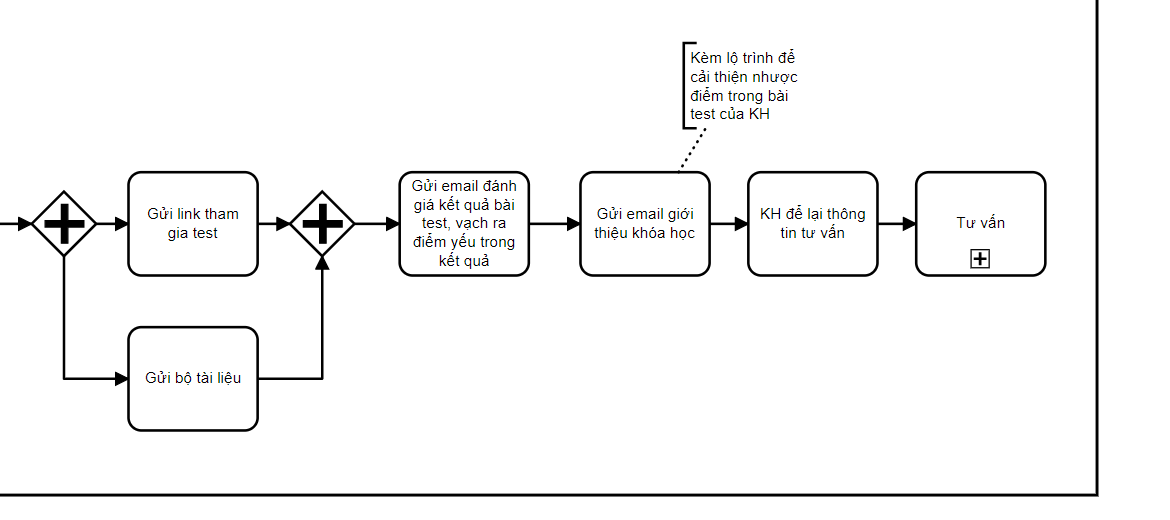 Kèm lộ trình để
cải thiện nhược
điểm trong bài
test của KH
Gửi link tham
gia test
Gửi email đánh
giá kết quả bài
test, vạch ra
điểm yếu trong
kết quả
Gửi email giới
thiệu khóa học
KH để lại thông
tin tư vấn
Tư vấn
Gửi bộ tài liệu